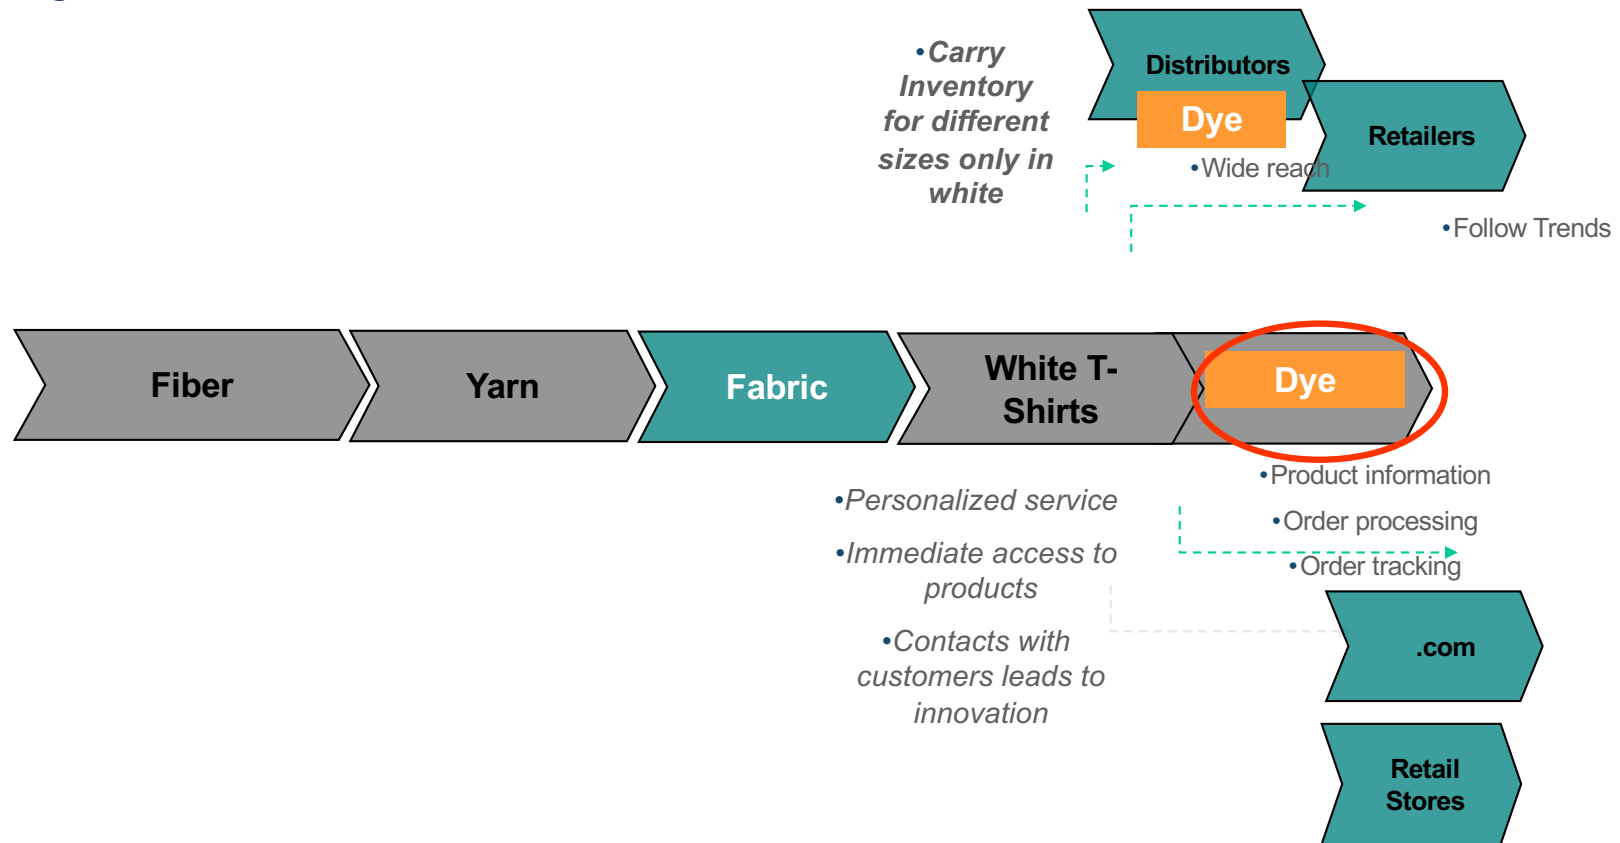 •Carry
Inventory
for different
sizes only in
white
Distributors
Dye
Retailers
•Wide reach
•Follow Trends
Fiber
Yarn
Fabric
White T-
Shirts
Dye
•Product information
•Order processing
•Order tracking
•Personalized service
•Immediate access to
products
•Contacts with
customers leads to
innovation
.com
Retail
Stores